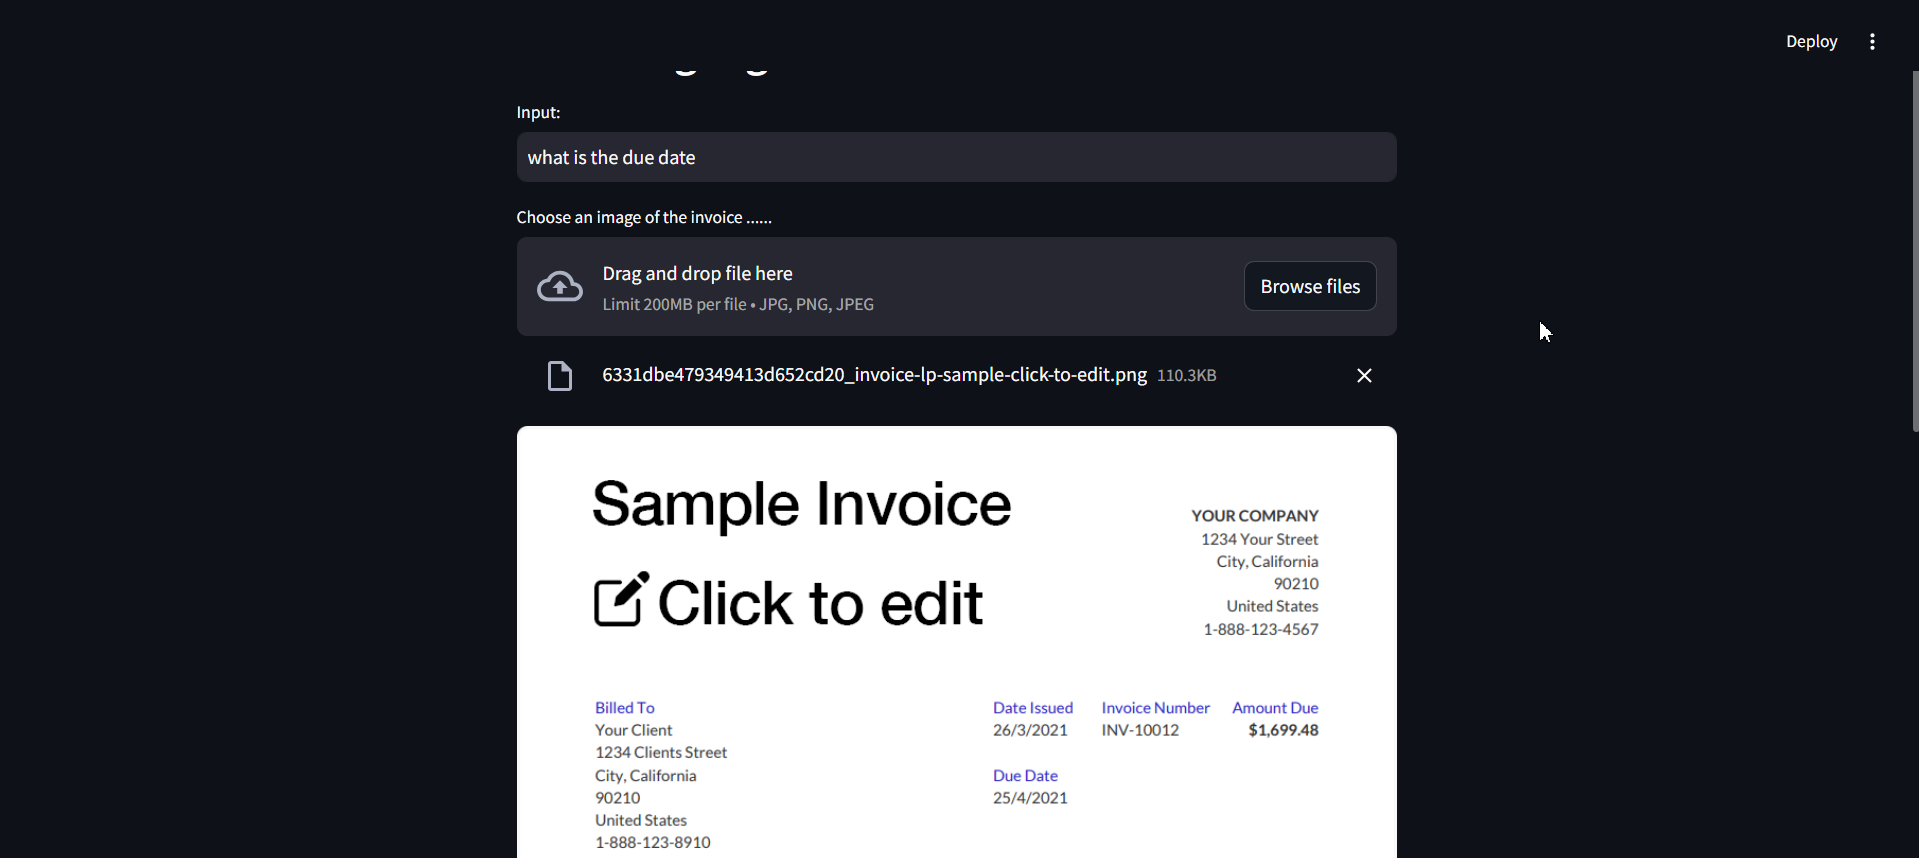 Deploy
Input:
what is the due date
Choose an image of the invoice ......
Drag and drop file here
Limit 200MB per file • JPG, PNG, JPEG
Browse files
6331dbe479349413d652cd20_invoice-lp-sample-click-to-edit.png 110.3KB
Sample Invoice
Click to edit
YOUR COMPANY
1234 Your Street
City, California
90210
United States
1-888-123-4567
Billed To
Your Client
1234 Clients Street
City, California
90210
United States
1-888-123-8910
Date Issued
26/3/2021
Due Date
25/4/2021
Invoice Number
INV-10012
Amount Due
$1,699.48